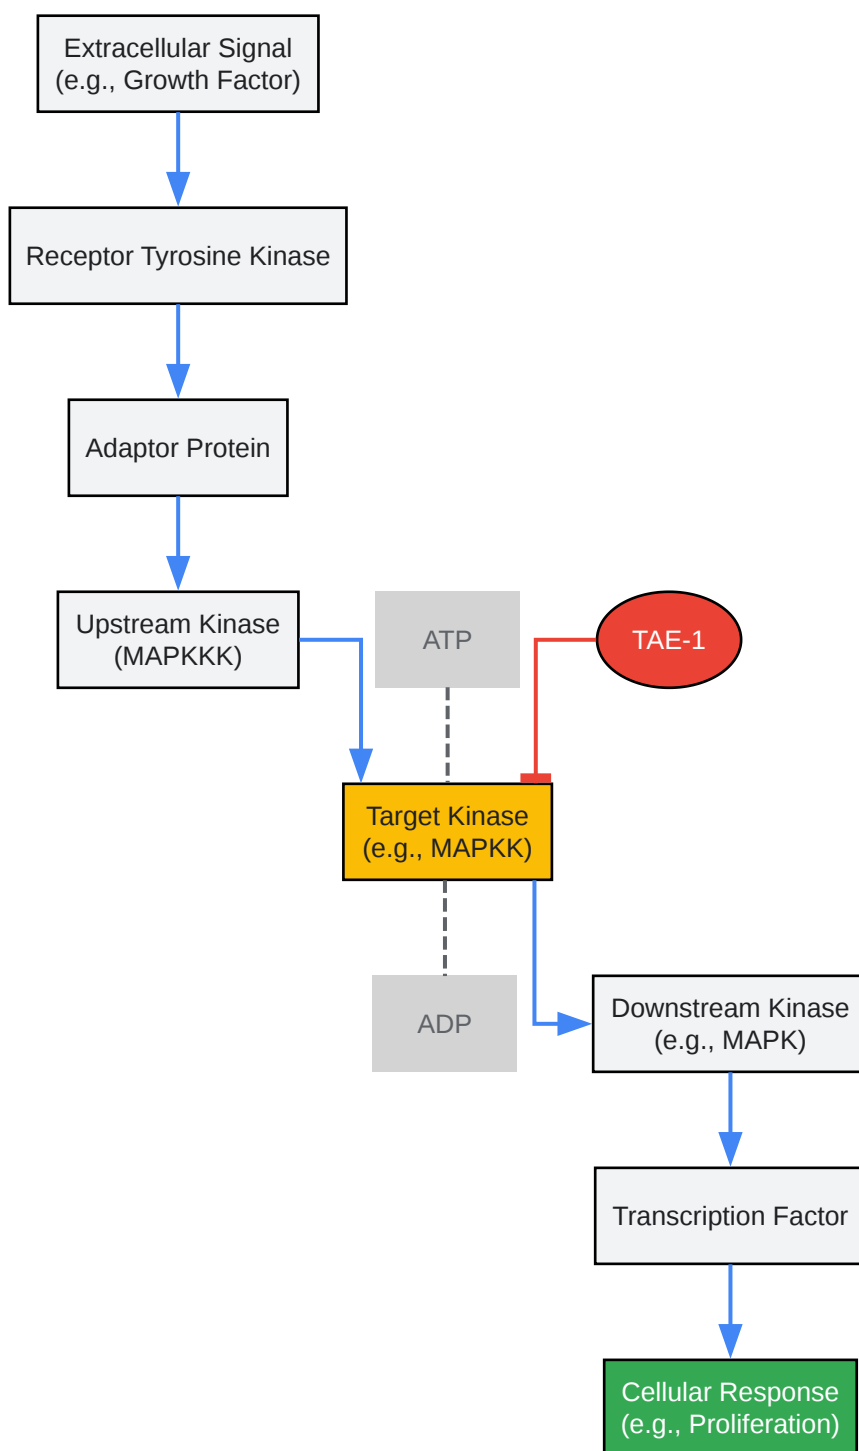 Extracellular Signal
(e.g., Growth Factor)
Receptor Tyrosine Kinase
Adaptor Protein
Upstream Kinase
(MAPKKK)
ATP
TAE-1
Target Kinase
(e.g., MAPKK)
ADP
Downstream Kinase
(e.g., MAPK)
Transcription Factor
Cellular Response
(e.g., Proliferation)